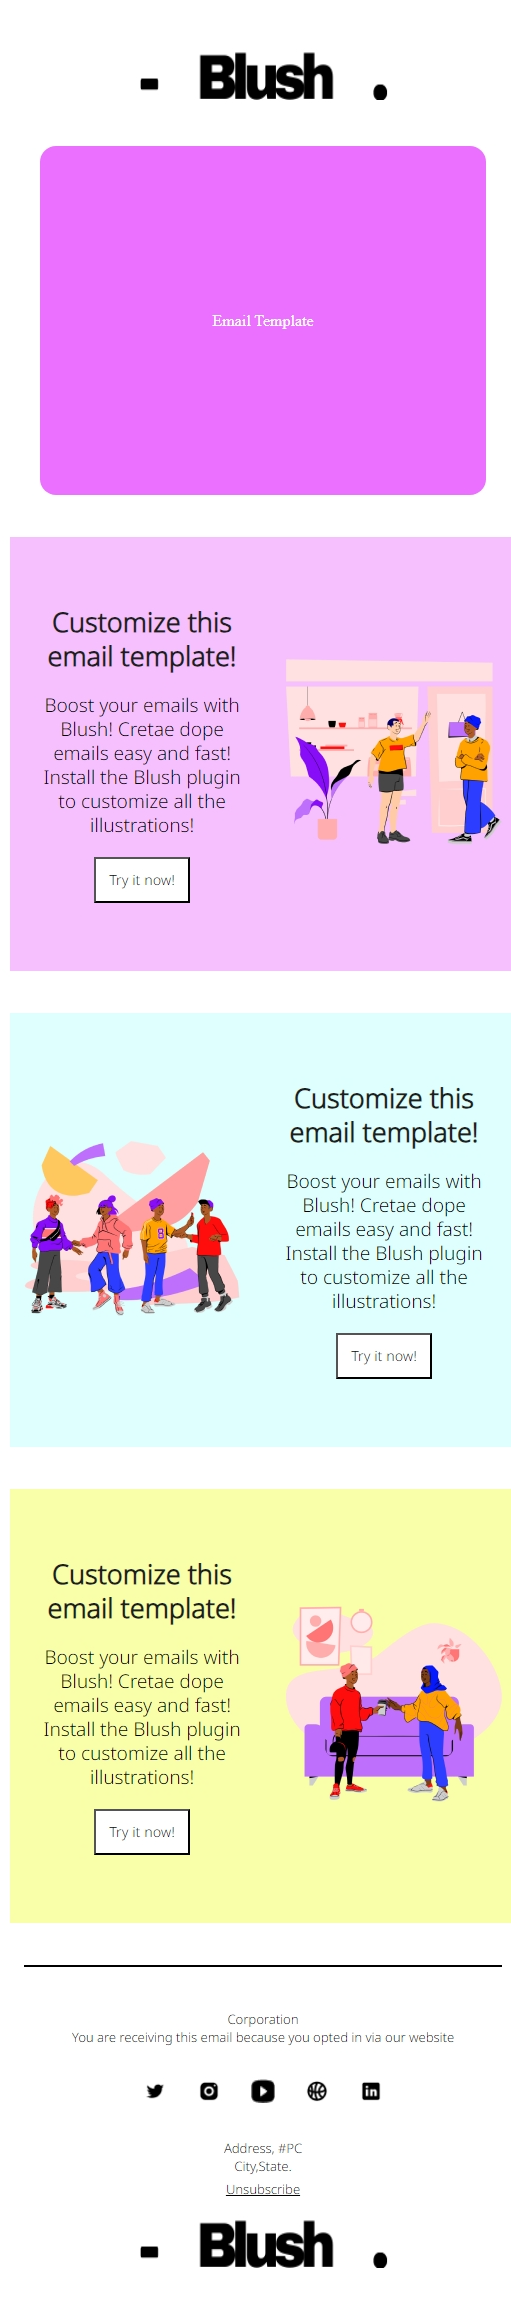 - Blush .
Email Template
Customize this
email template!
Boost your emails with
Blush! Cretae dope
emails easy and fast!
Install the Blush plugin
to customize all the
illustrations!
Try it now!
Customize this
email template!
Boost your emails with
Blush! Cretae dope
emails easy and fast!
Install the Blush plugin
to customize all the
illustrations!
Try it now!
8
Customize this
email template!
Boost your emails with
Blush! Cretae dope
emails easy and fast!
Install the Blush plugin
to customize all the
illustrations!
Try it now!
Corporation
You are receiving this email because you opted in via our website
in
Address, #PC
City,State.
Unsubscribe
- Blush .